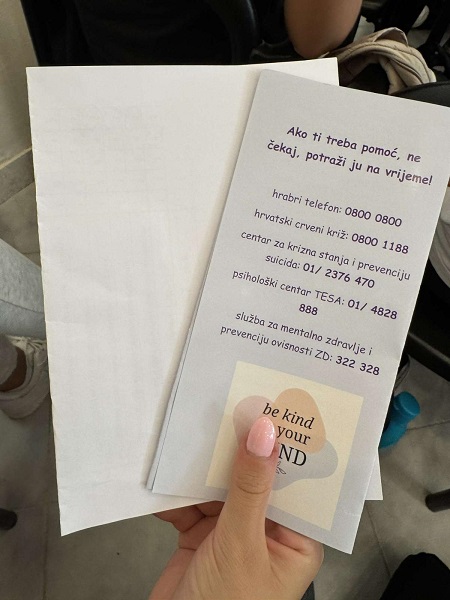 Ako ti treba pomoć, ne
čekaj, potraži ju na vrijeme!
hrabri telefon: 0800 0800
hrvatski crveni križ: 0800 1188
centar za krizna stanja i prevenciju
suicida: 01/ 2376 470
psihološki centar TESA: 01/ 4828
888
služba za mentalno zdravlje i
prevenciju ovisnosti ZD: 322 328
be kind
your